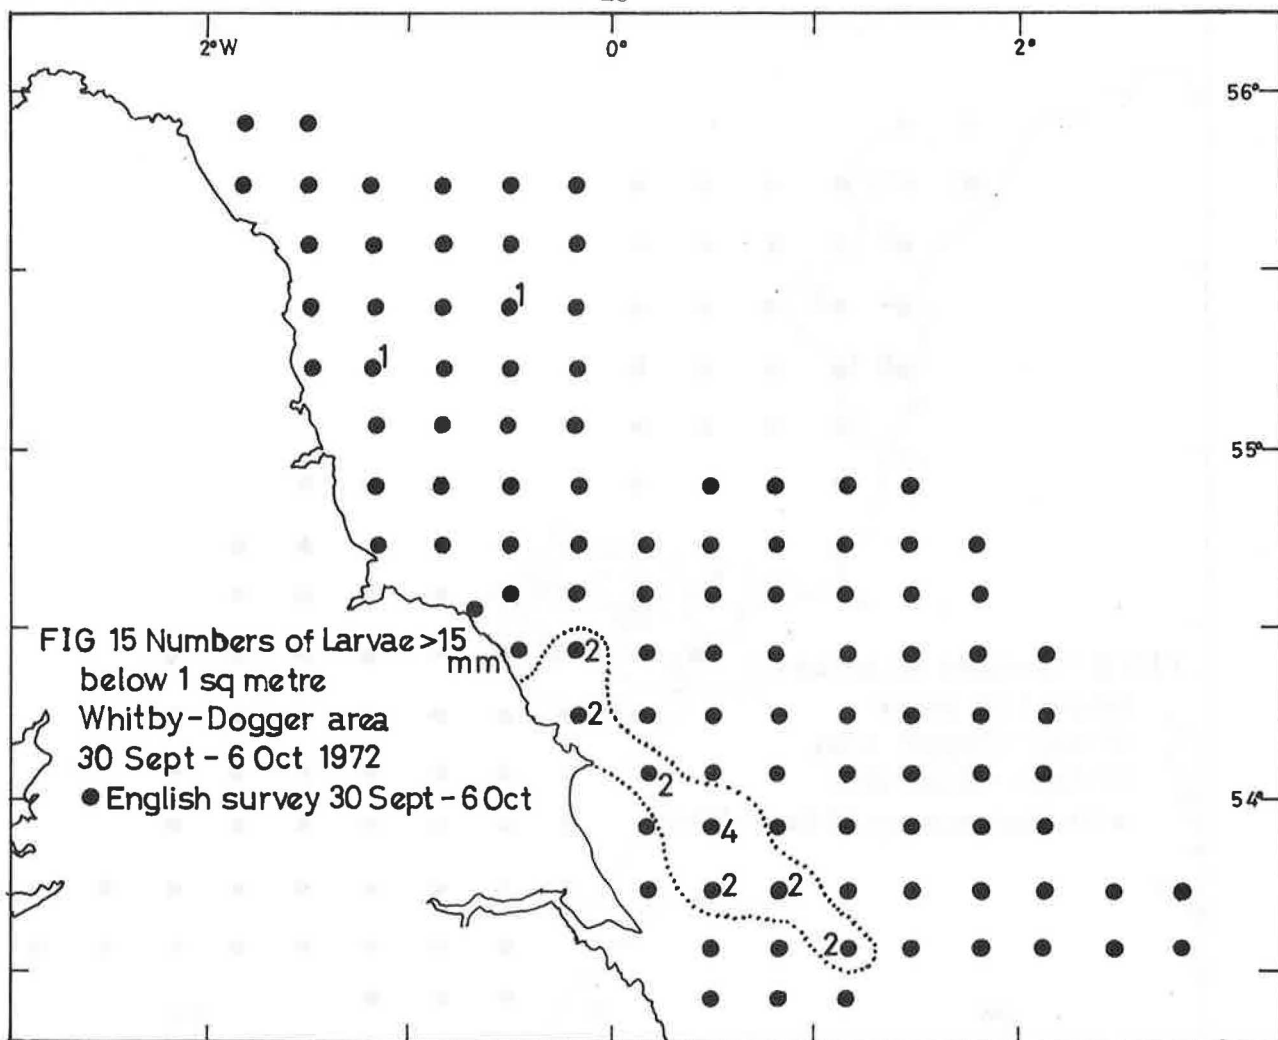 2°W 0° 2°
56°
1
1
55°
FIG 15 Numbers of Larvae >15 mm
below 1 sq metre
Whitby-Dogger area
30 Sept - 6 Oct 1972
● English survey 30 Sept - 6 Oct
2
2
2
54°
4
2 2
2